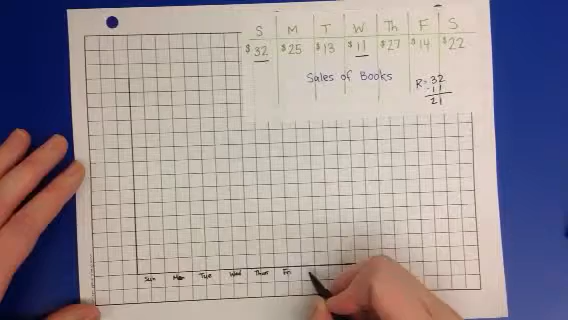 S M T W Th F S
$32 $25 $13 $11 $27 $14 $22
Sales of Books
R= 32
-11
21
Sun Mon Tue Wed Thur Fri